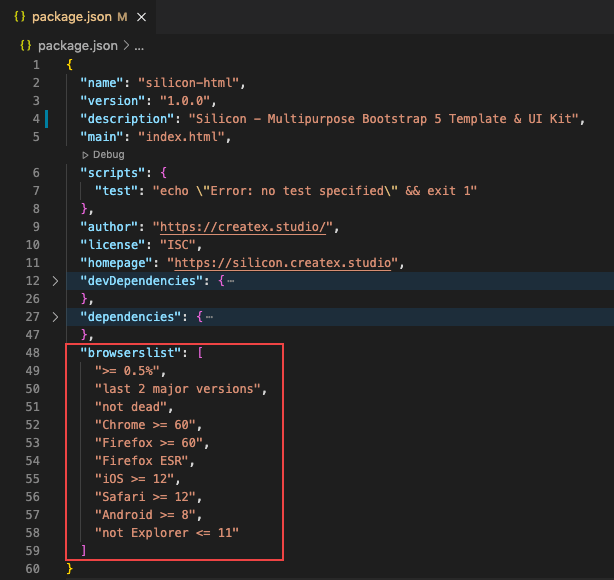 {} package.json M ×
{} package.json > ...
1 {
2 "name": "silicon-html",
3 "version": "1.0.0",
4 "description": "Silicon - Multipurpose Bootstrap 5 Template & UI Kit",
5 "main": "index.html",
Debug
6 "scripts": {
7 "test": "echo \"Error: no test specified\" && exit 1"
8 },
9 "author": "https://createx.studio/",
10 "license": "ISC",
11 "homepage": "https://silicon.createx.studio",
12 > "devDependencies": {…
26 },
27 > "dependencies": {…
47 },
48 "browserslist": [
49 ">= 0.5%",
50 "last 2 major versions",
51 "not dead",
52 "Chrome >= 60",
53 "Firefox >= 60",
54 "Firefox ESR",
55 "iOS >= 12",
56 "Safari >= 12",
57 "Android >= 8",
58 "not Explorer <= 11"
59 ]
60 }